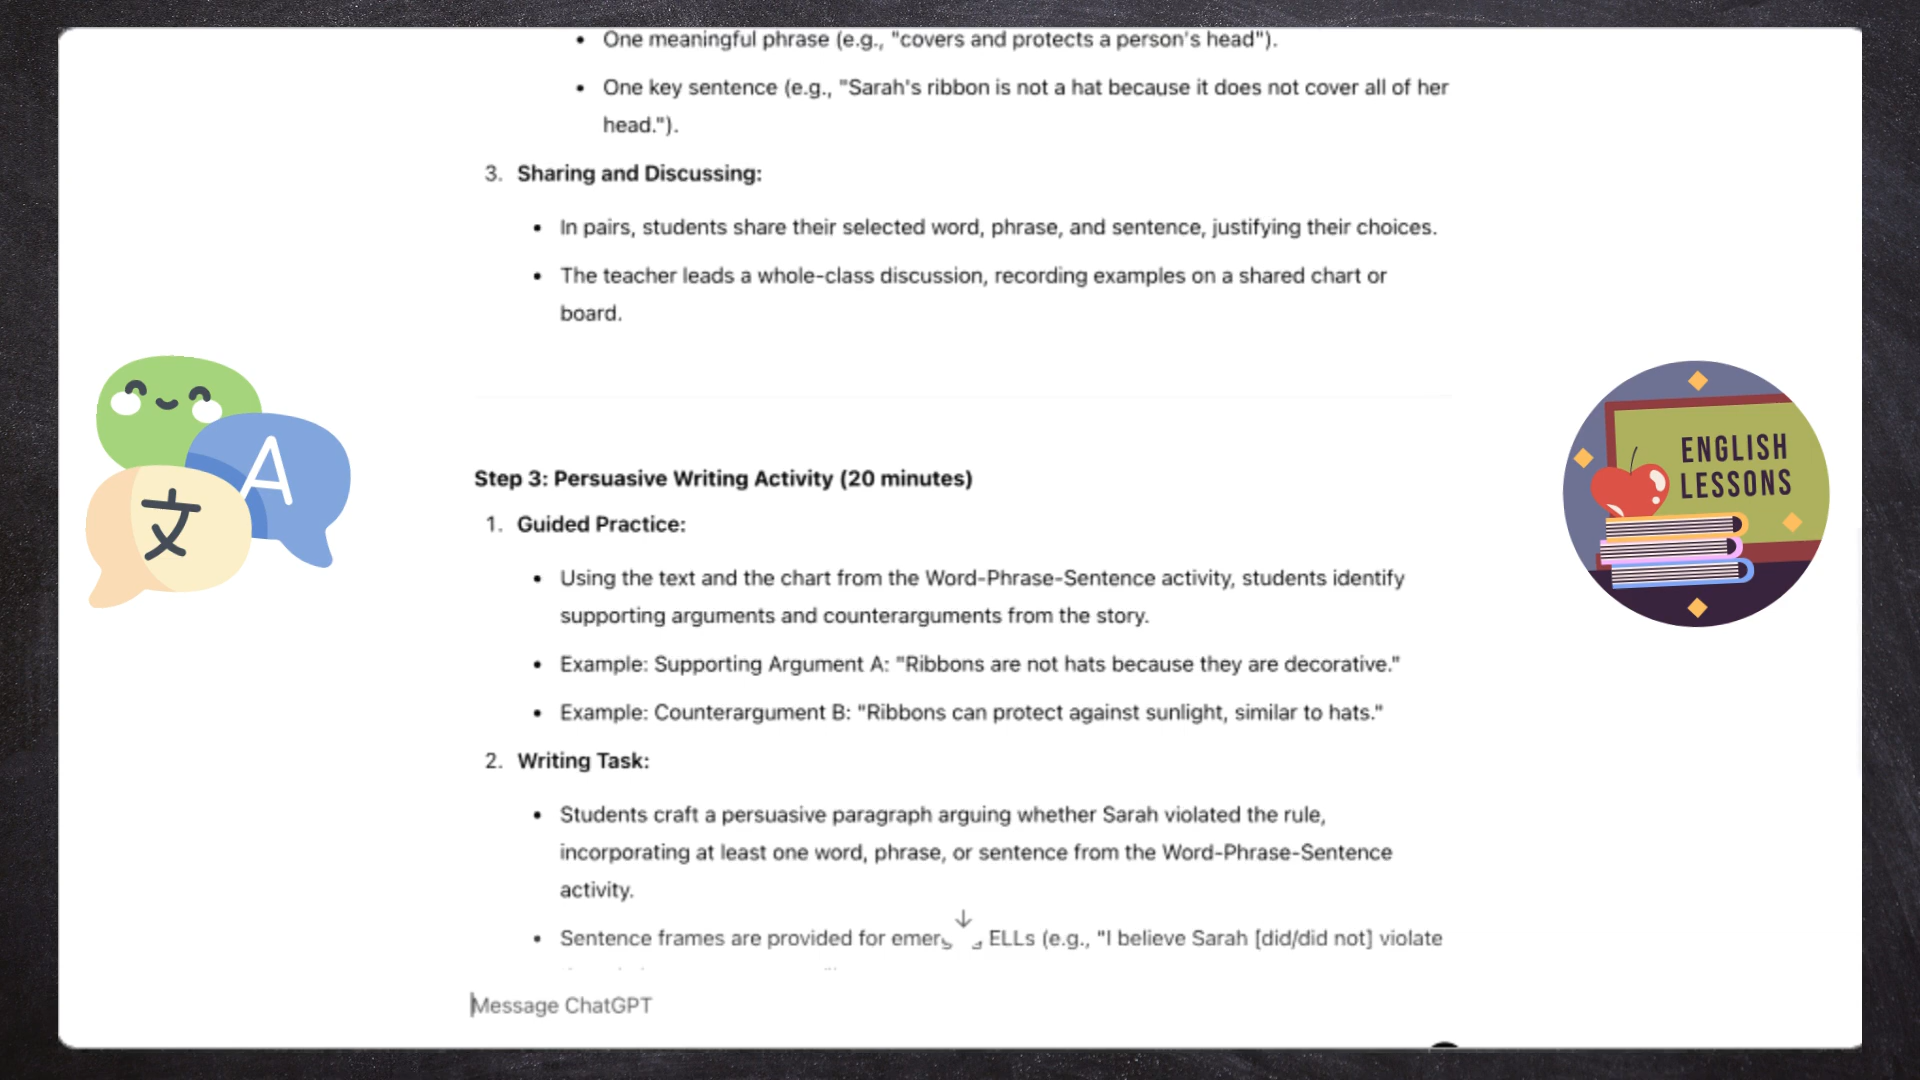 • One meaningful phrase (e.g., "covers and protects a person's head").
• One key sentence (e.g., "Sarah's ribbon is not a hat because it does not cover all of her
head.").
3. Sharing and Discussing:
• In pairs, students share their selected word, phrase, and sentence, justifying their choices.
• The teacher leads a whole-class discussion, recording examples on a shared chart or
board.
A
文
ENGLISH
LESSONS
Step 3: Persuasive Writing Activity (20 minutes)
1. Guided Practice:
• Using the text and the chart from the Word-Phrase-Sentence activity, students identify
supporting arguments and counterarguments from the story.
• Example: Supporting Argument A: "Ribbons are not hats because they are decorative."
• Example: Counterargument B: "Ribbons can protect against sunlight, similar to hats."
2. Writing Task:
• Students craft a persuasive paragraph arguing whether Sarah violated the rule,
incorporating at least one word, phrase, or sentence from the Word-Phrase-Sentence
activity.
• Sentence frames are provided for ELLs (e.g., "I believe Sarah [did/did not] violate
Message ChatGPT